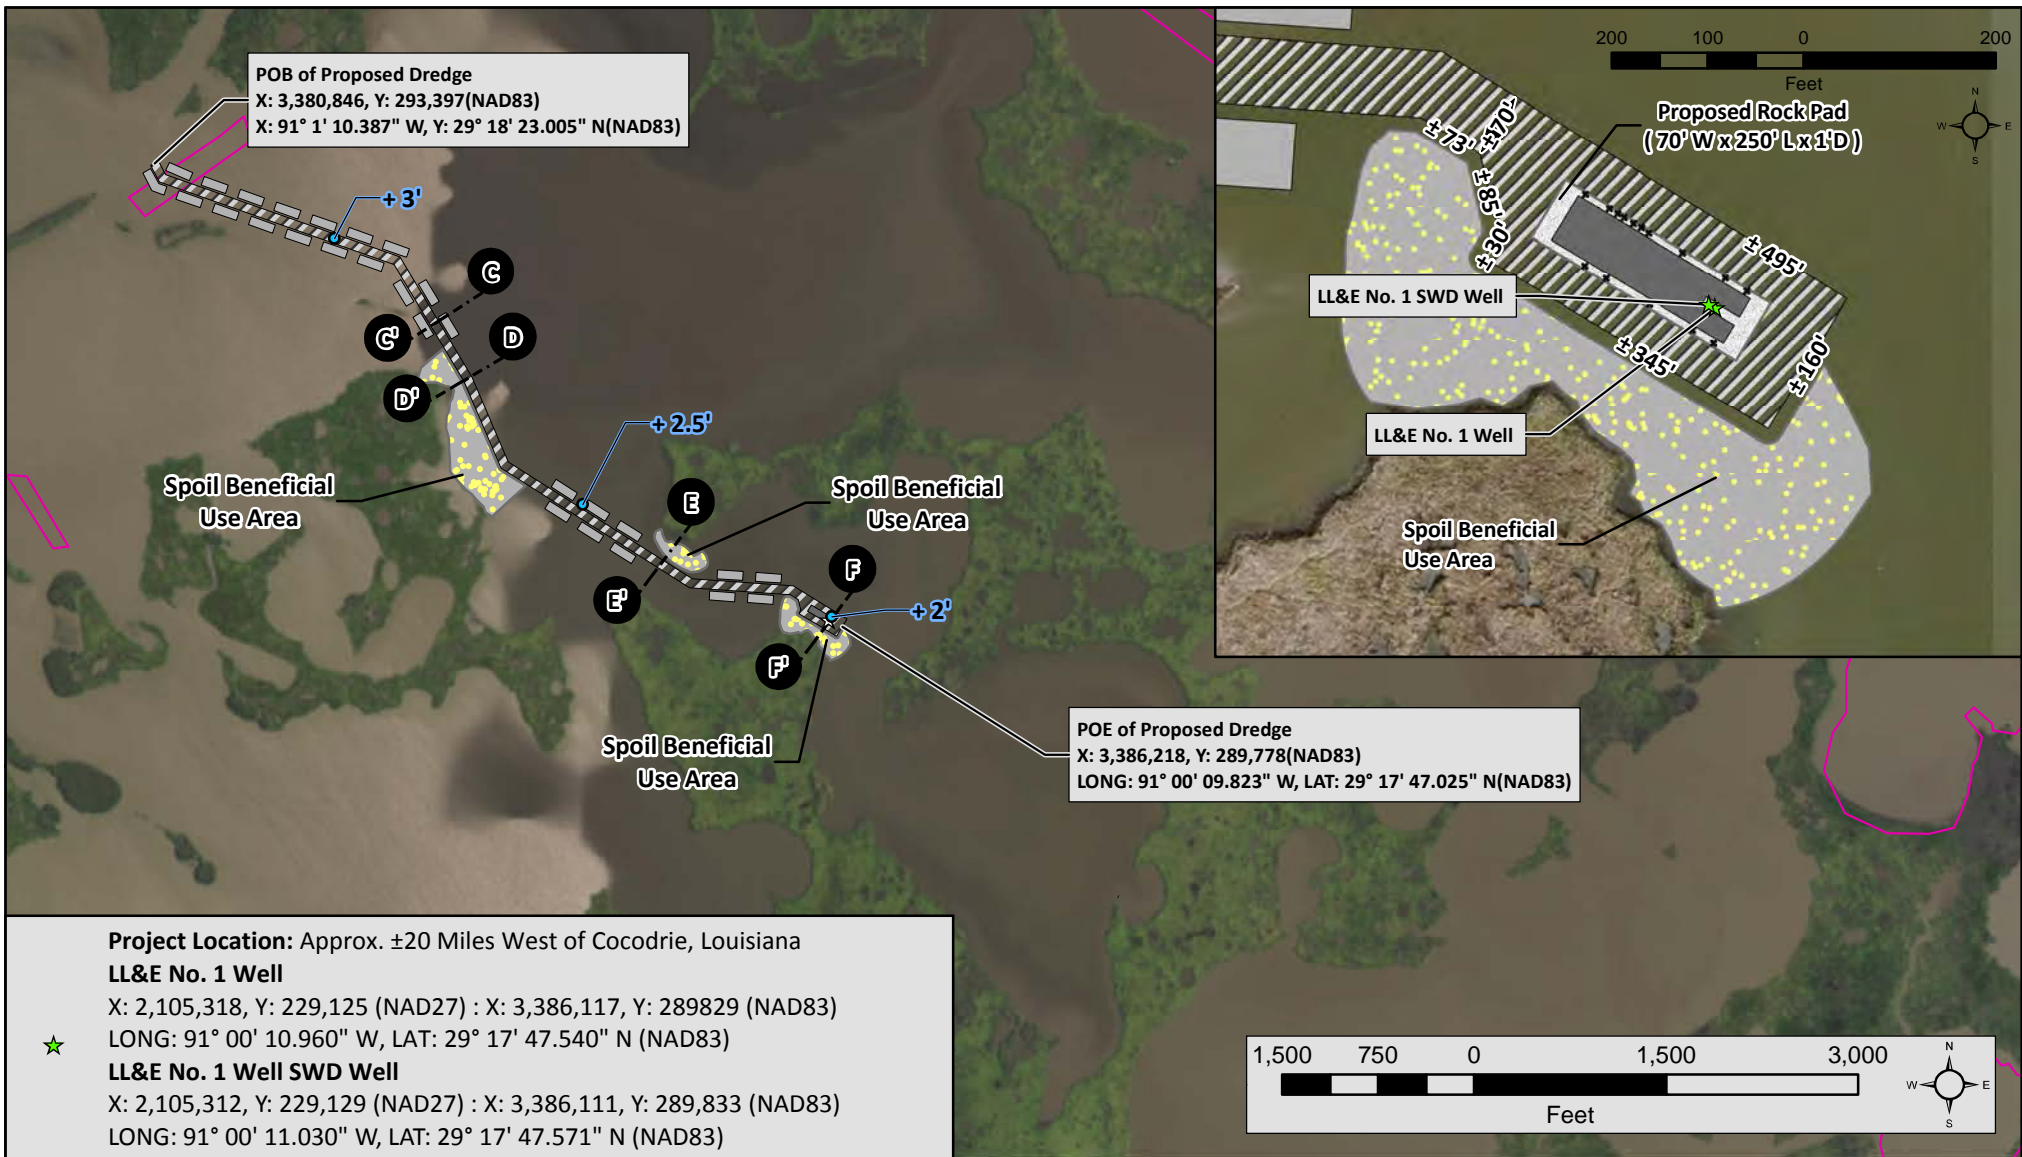 POB of Proposed Dredge
X: 3,380,846, Y: 293,397(NAD83)
X: 91° 1' 10.387" W, Y: 29° 18' 23.005" N(NAD83)
+ 3'
C
C'
D
D'
+ 2.5'
Spoil Beneficial
Use Area
Spoil Beneficial
Use Area
E
E'
F
F'
+ 2'
Spoil Beneficial
Use Area
POE of Proposed Dredge
X: 3,386,218, Y: 289,778(NAD83)
LONG: 91° 00' 09.823" W, LAT: 29° 17' 47.025" N(NAD83)
200 100 0 200
Feet
N
W E
S
Proposed Rock Pad
( 70' W x 250' L x 1'D )
± 73'
±170'
± 85'
± 30'
± 495'
± 345'
± 160'
LL&E No. 1 SWD Well
LL&E No. 1 Well
Spoil Beneficial
Use Area
Project Location: Approx. ±20 Miles West of Cocodrie, Louisiana
LL&E No. 1 Well
X: 2,105,318, Y: 229,125 (NAD27) : X: 3,386,117, Y: 289829 (NAD83)
LONG: 91° 00' 10.960" W, LAT: 29° 17' 47.540" N (NAD83)
LL&E No. 1 Well SWD Well
X: 2,105,312, Y: 229,129 (NAD27) : X: 3,386,111, Y: 289,833 (NAD83)
LONG: 91° 00' 11.030" W, LAT: 29° 17' 47.571" N (NAD83)
1,500 750 0 1,500 3,000
Feet
N
W E
S